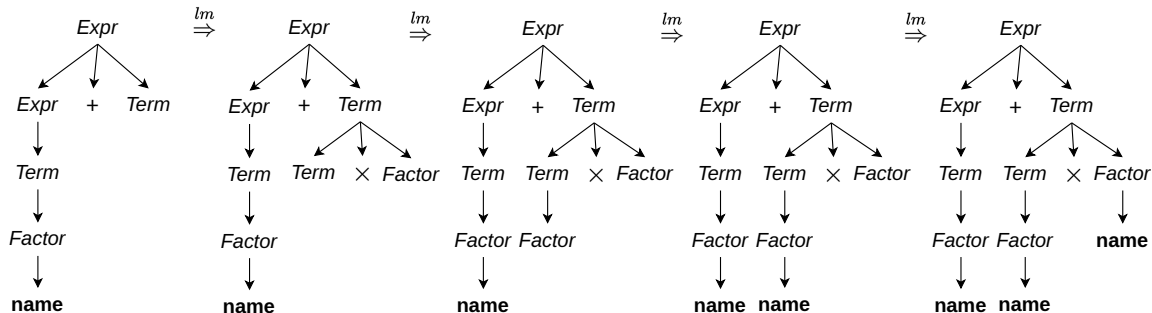 Expr lm ⇒ Expr lm ⇒ Expr lm ⇒ Expr lm ⇒ Expr
Expr + Term Expr + Term Expr + Term Expr + Term Expr + Term
Term Term Term × Factor Term Term × Factor Term Term × Factor Term Term × Factor
Factor Factor Factor Factor Factor Factor Factor Factor name
name name name name name name name